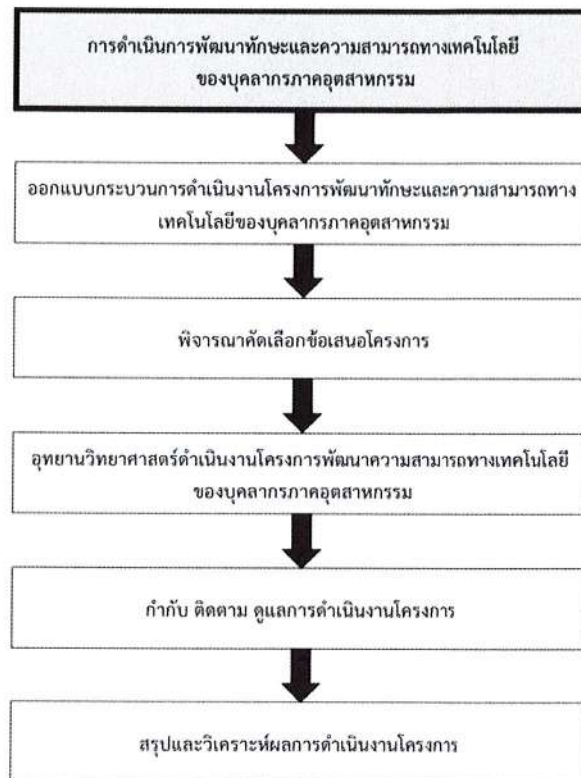 การดำเนินการพัฒนาทักษะและความสามารถทางเทคโนโลยี
ของบุคลากรภาคอุตสาหกรรม
ออกแบบกระบวนการดำเนินงานโครงการพัฒนาทักษะและความสามารถทาง
เทคโนโลยีของบุคลากรภาคอุตสาหกรรม
พิจารณาคัดเลือกข้อเสนอโครงการ
อุทยานวิทยาศาสตร์ดำเนินงานโครงการพัฒนาความสามารถทางเทคโนโลยี
ของบุคลากรภาคอุตสาหกรรม
กำกับ ติดตาม ดูแลการดำเนินงานโครงการ
สรุปและวิเคราะห์ผลการดำเนินงานโครงการ